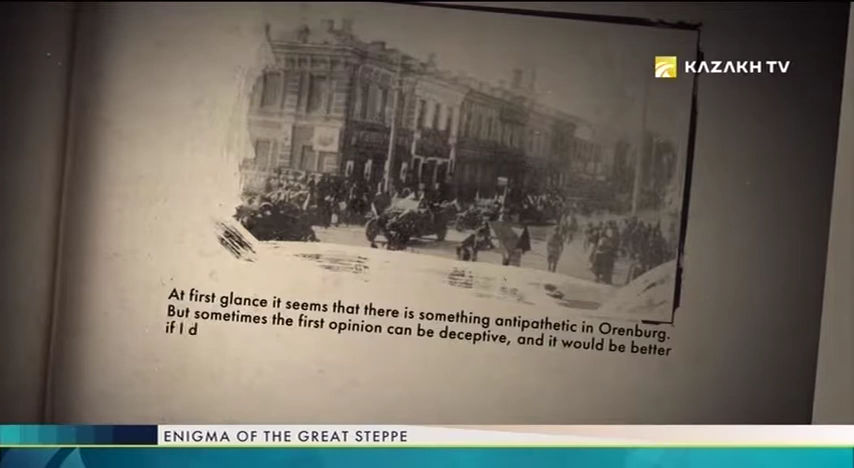 KAZAKH TV
At first glance it seems that there is something antipathetic in Orenburg.
But sometimes the first opinion can be deceptive, and it would be better
if I d
ENIGMA OF THE GREAT STEPPE